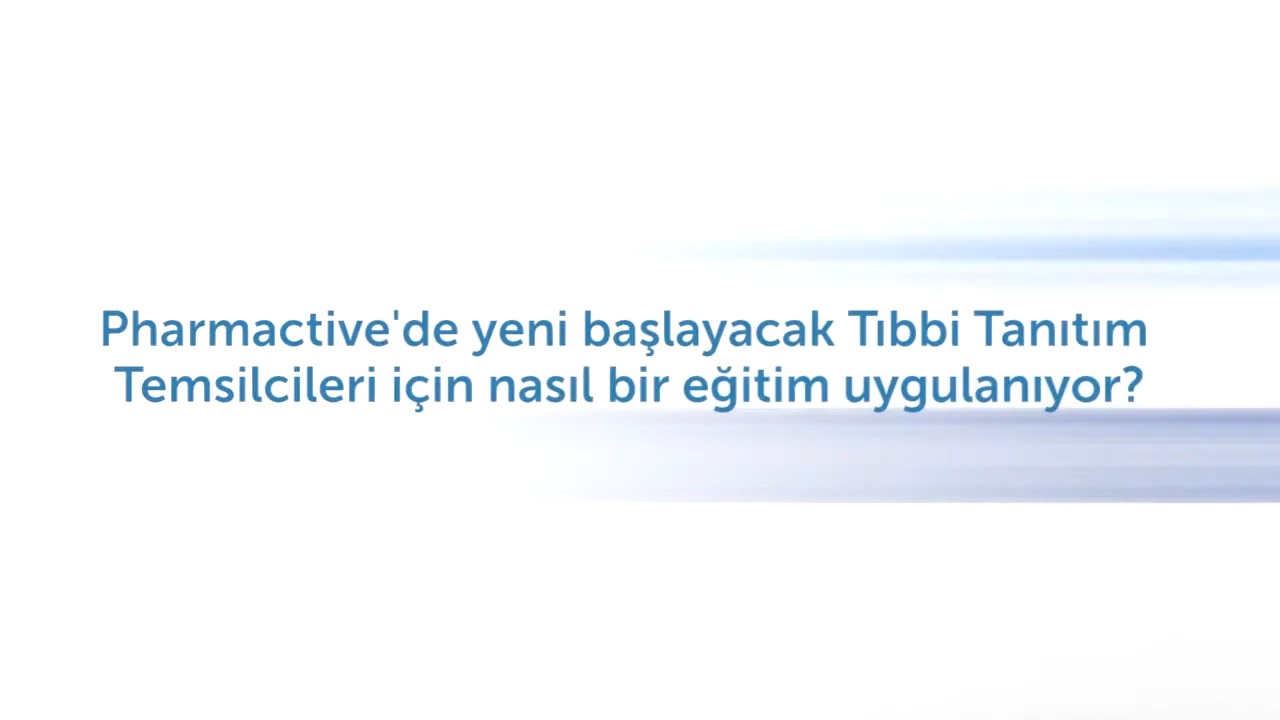 Pharmactive'de yeni başlayacak Tıbbi Tanıtım
Temsilcileri için nasıl bir eğitim uygulanıyor?